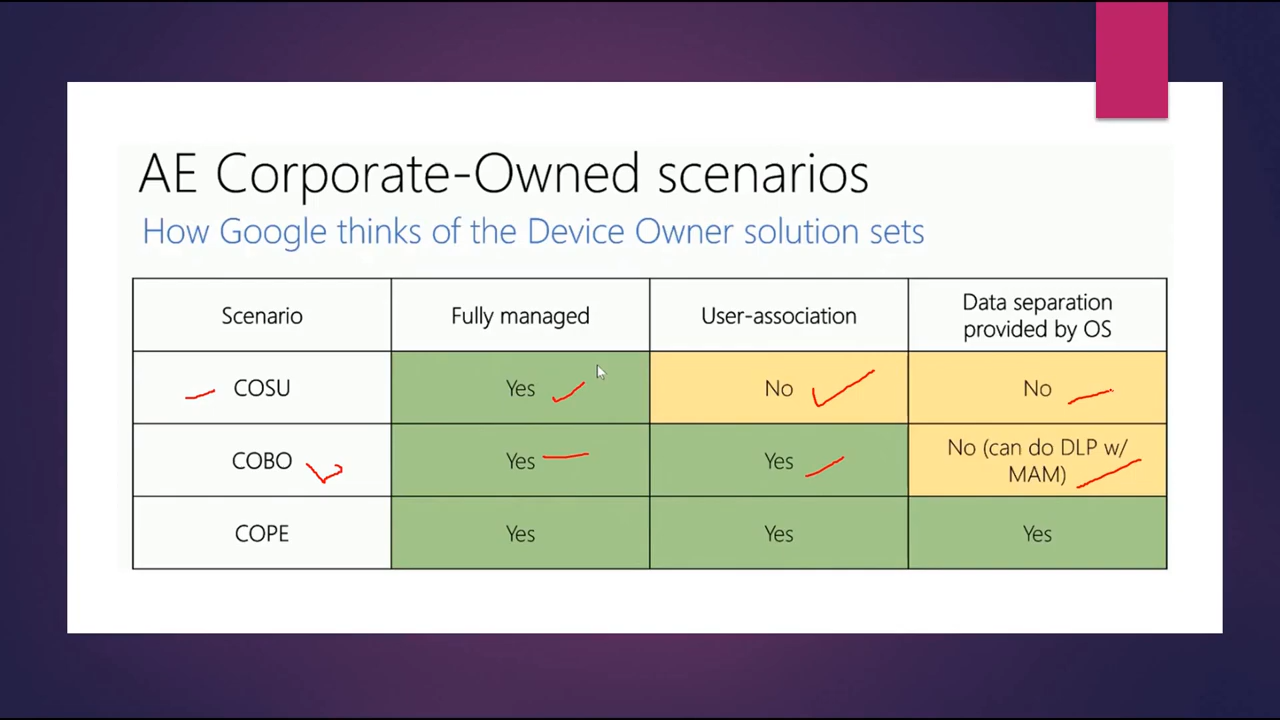 AE Corporate-Owned scenarios
How Google thinks of the Device Owner solution sets
Scenario
Fully managed
User-association
Data separation
provided by OS
COSU
Yes
No
No
COBO
Yes
Yes
No (can do DLP w/
MAM)
COPE
Yes
Yes
Yes